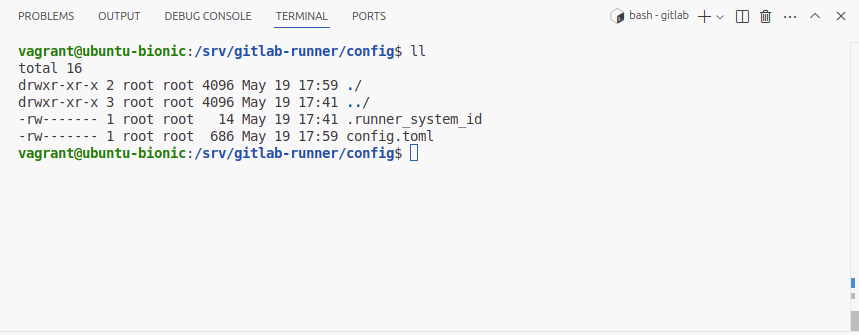 PROBLEMS OUTPUT DEBUG CONSOLE TERMINAL PORTS bash - gitlab
vagrant@ubuntu-bionic:/srv/gitlab-runner/config$ ll
total 16
drwxr-xr-x 2 root root 4096 May 19 17:59 ./
drwxr-xr-x 3 root root 4096 May 19 17:41 ../
-rw------- 1 root root   14 May 19 17:41 .runner_system_id
-rw------- 1 root root  686 May 19 17:59 config.toml
vagrant@ubuntu-bionic:/srv/gitlab-runner/config$